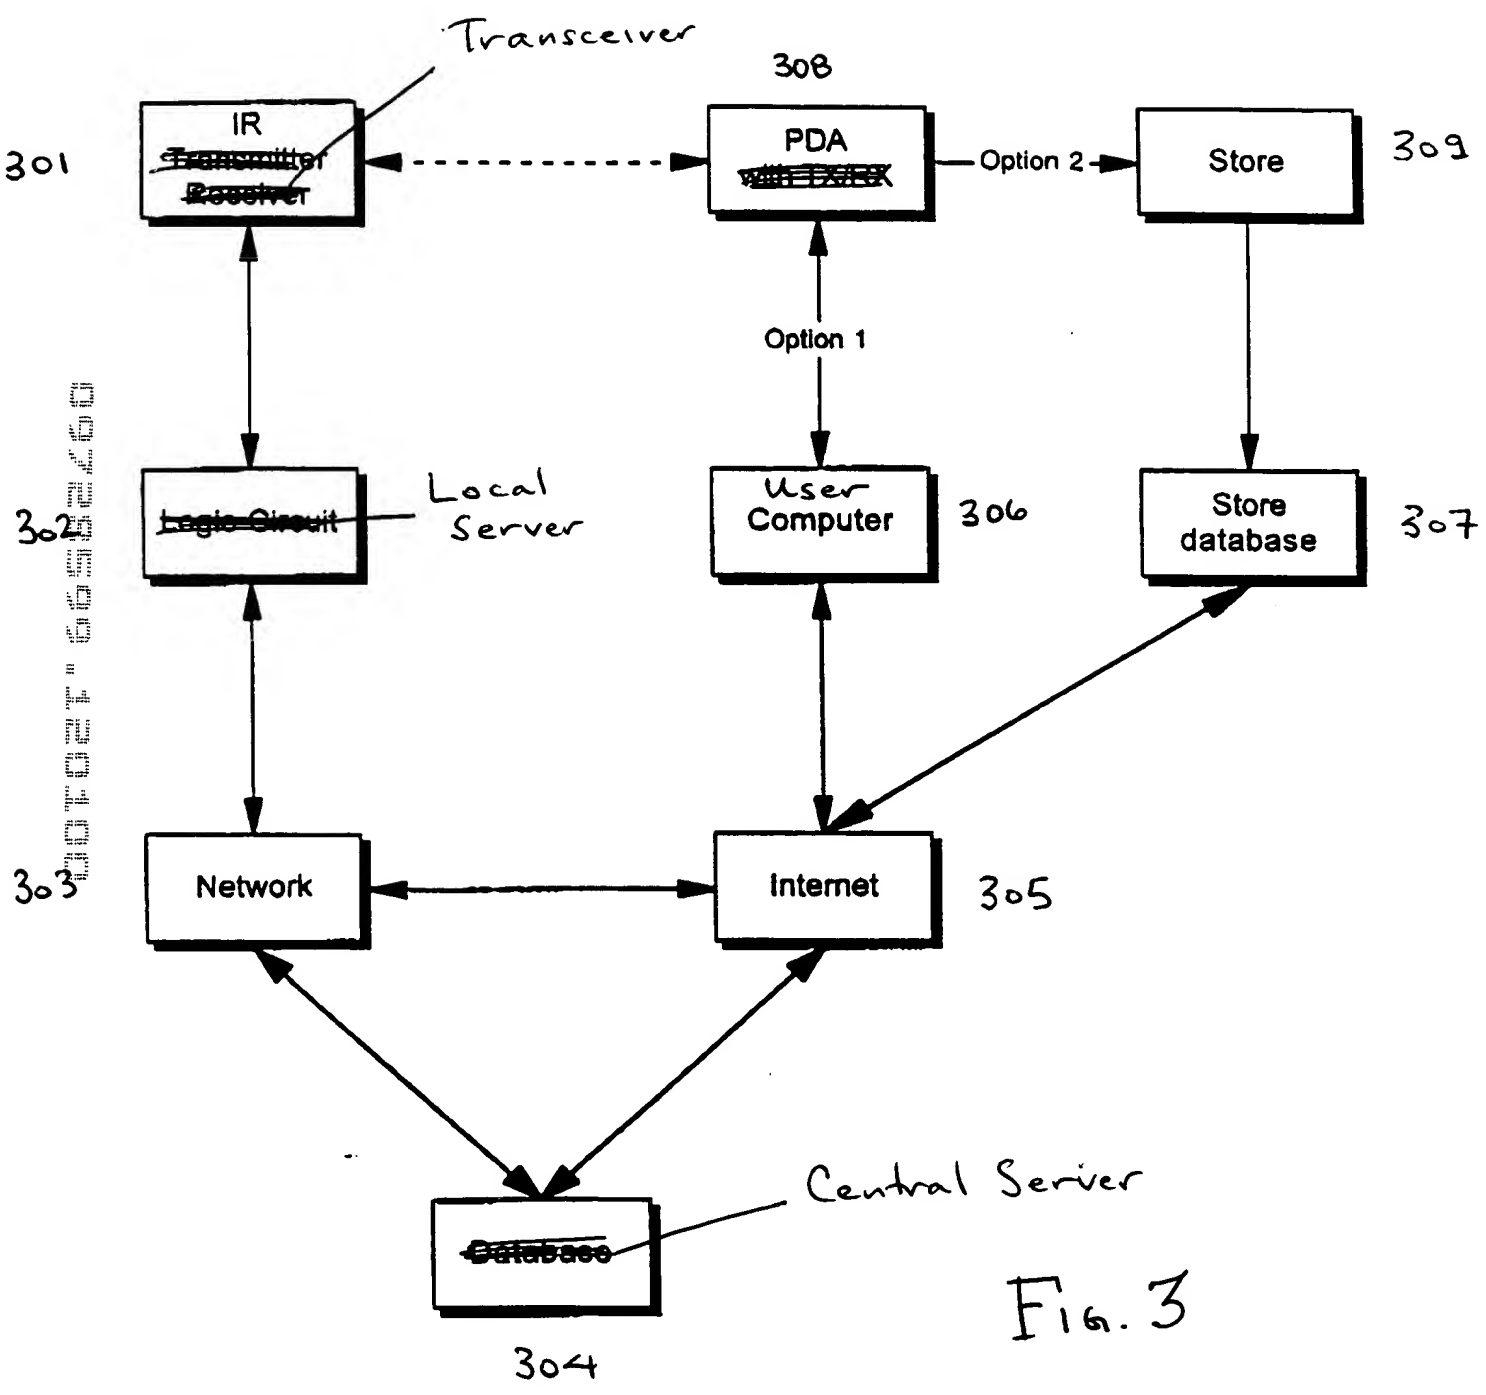 Transceiver
308
301
IR
Transmitter
Receiver
PDA
with TX/RX
Option 2
Store
309
Option 1
302
Logic Circuit
Local
Server
User
Computer
306
Store
database
307
303
Network
Internet
305
Database
Central Server
304
FIG. 3